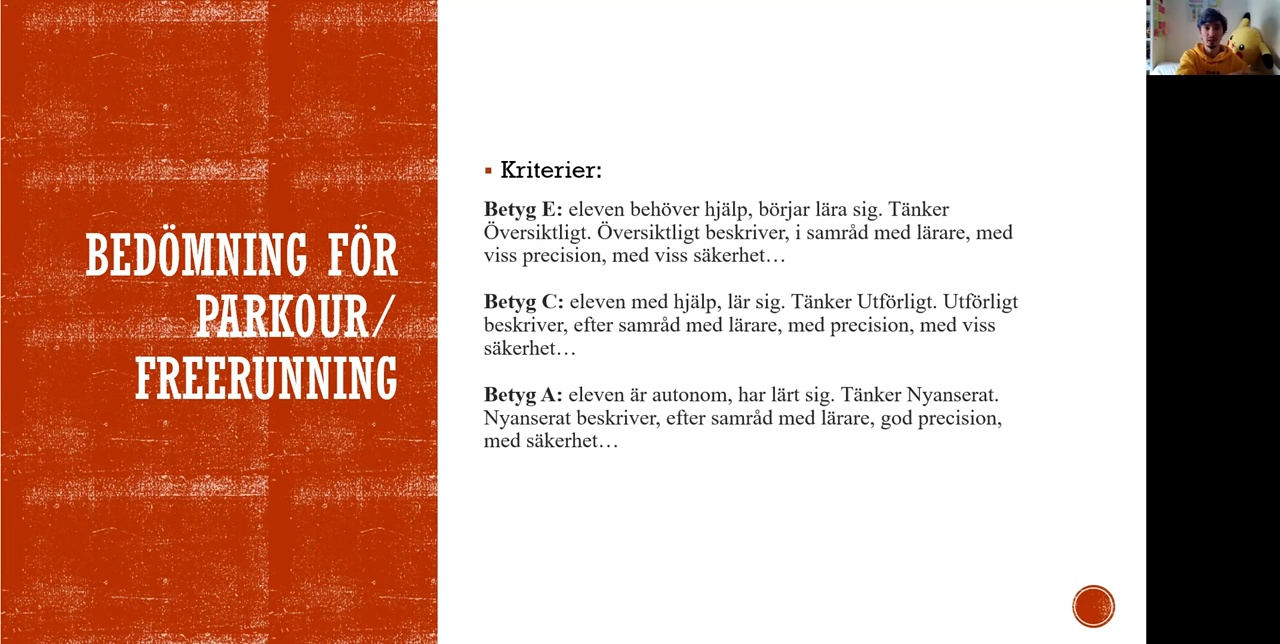 BEDÖMNING FÖR
PARKOUR/
FREERUNNING
Kriterier:
Betyg E: eleven behöver hjälp, börjar lära sig. Tänker
Översiktligt. Översiktligt beskriver, i samråd med lärare, med
viss precision, med viss säkerhet…
Betyg C: eleven med hjälp, lär sig. Tänker Utförligt. Utförligt
beskriver, efter samråd med lärare, med precision, med viss
säkerhet…
Betyg A: eleven är autonom, har lärt sig. Tänker Nyanserat.
Nyanserat beskriver, efter samråd med lärare, god precision,
med säkerhet…